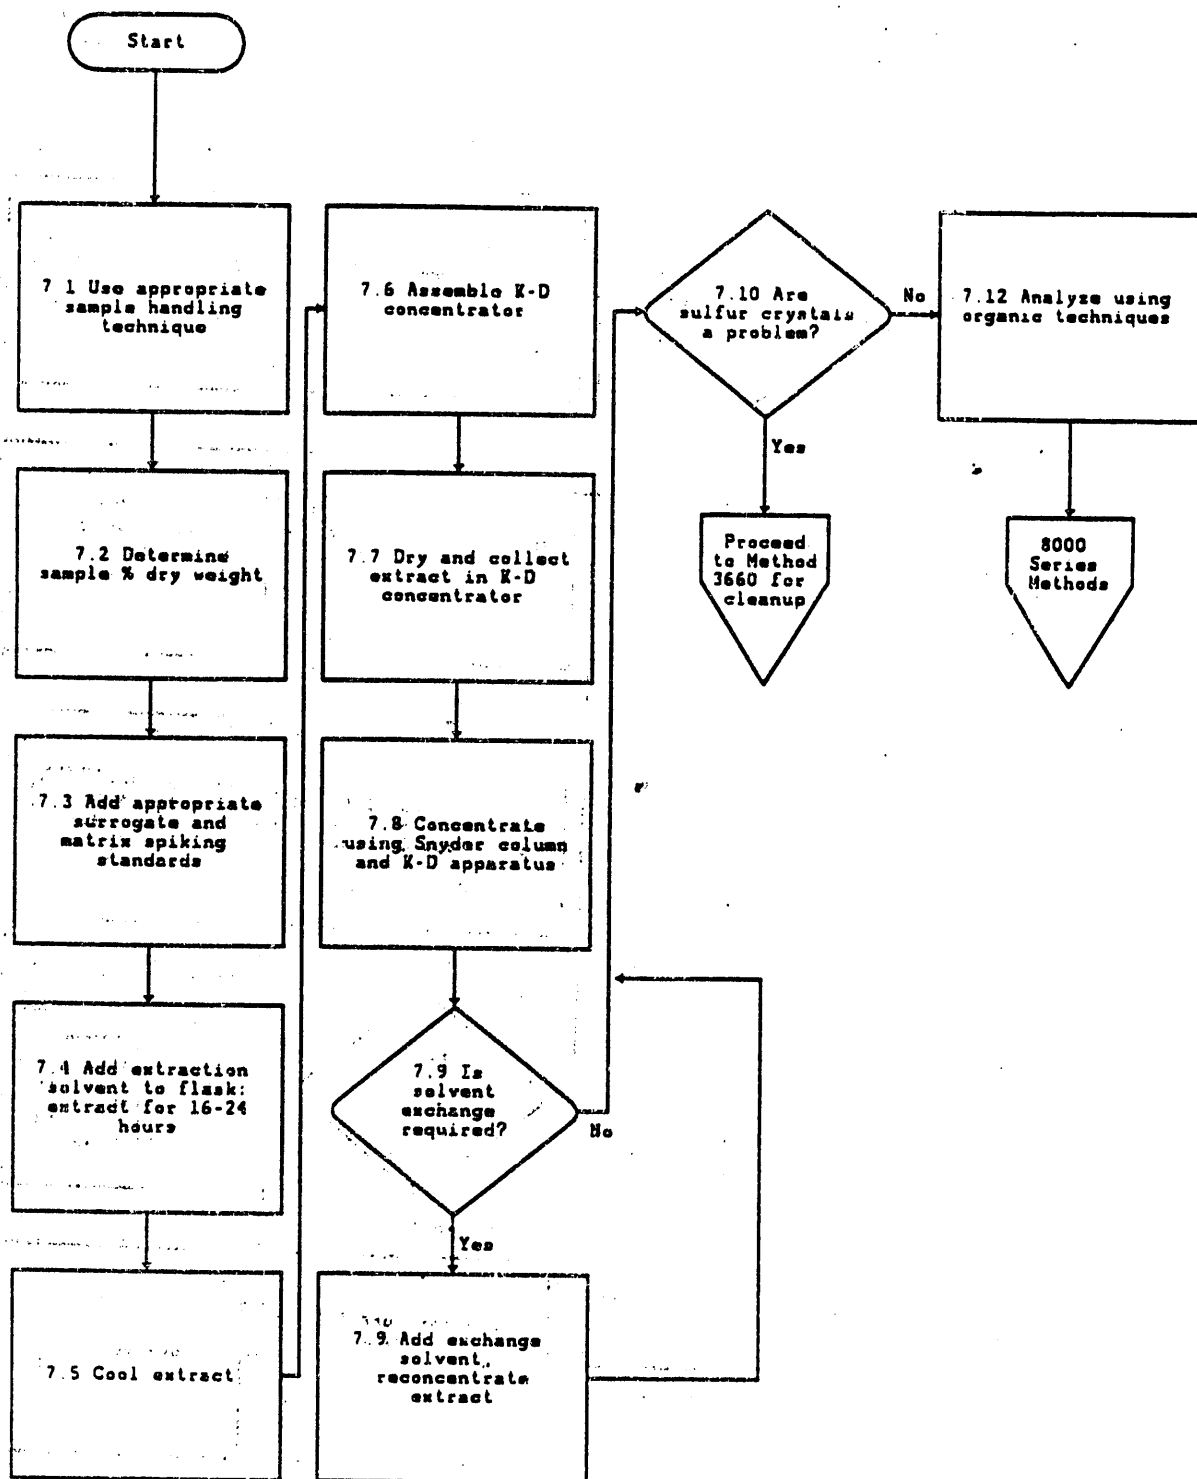 Start
7.1 Use appropriate
sample handling
technique
7.2 Determine
sample % dry weight
7.3 Add appropriate
surrogate and
matrix spiking
standards
7.4 Add extraction
solvent to flask:
extract for 16-24
hours
7.5 Cool extract
7.6 Assemble K-D
concentrator
7.7 Dry and collect
extract in K-D
concentrator
7.8 Concentrate
using Snyder column
and K-D apparatus
7.9 Is
solvent
exchange
required?
No
Yes
7.9 Add exchange
solvent,
reconcentrate
extract
7.10 Are
sulfur crystals
a problem?
No
Yes
Proceed
to Method
3660 for
cleanup
7.12 Analyze using
organic techniques
8000
Series
Methods